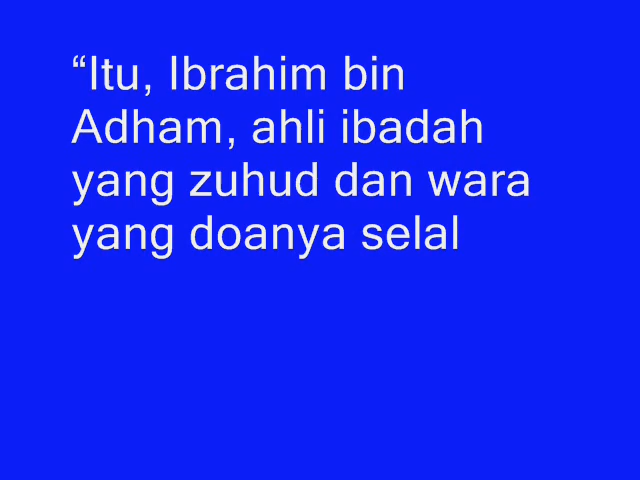 “Itu, Ibrahim bin
Adham, ahli ibadah
yang zuhud dan wara
yang doanya selal